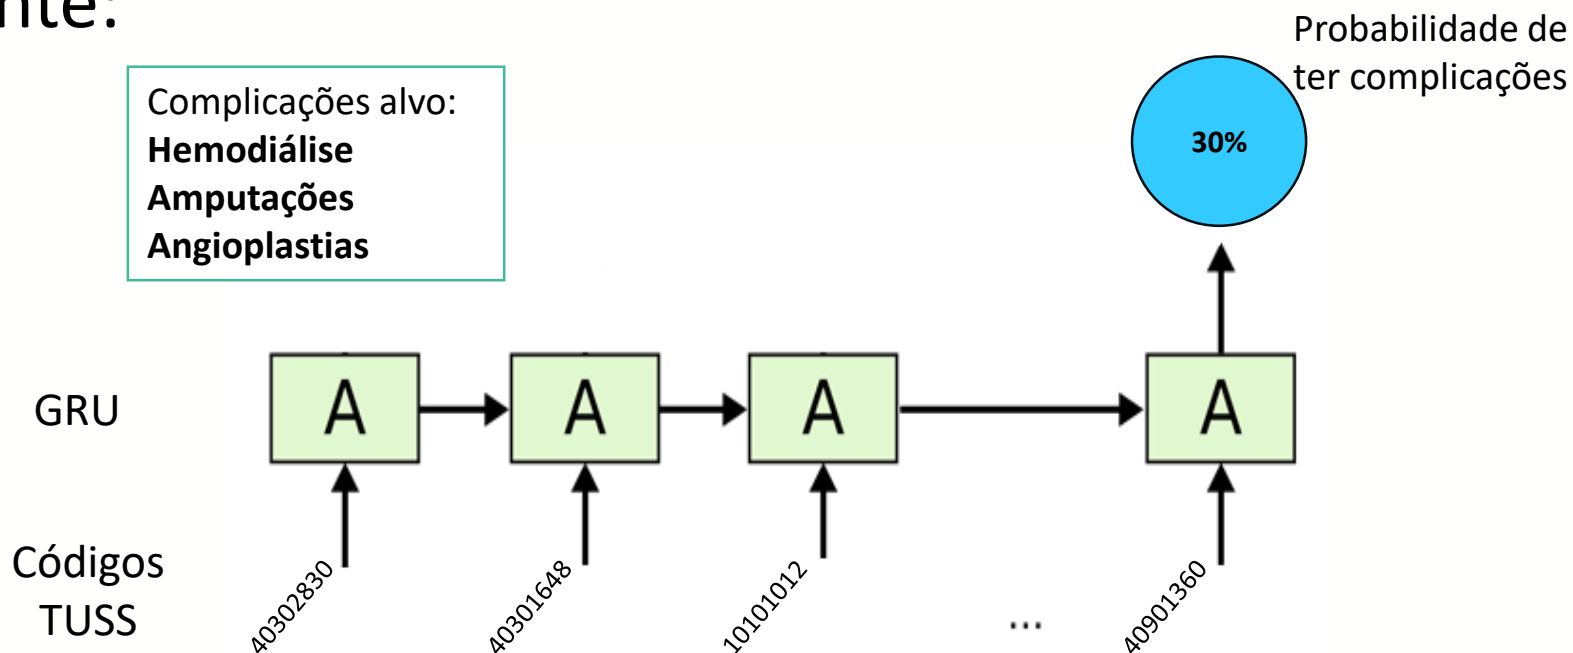 nte:
Probabilidade de
ter complicações
Complicações alvo:
Hemodiálise
Amputações
Angioplastias
30%
GRU
A
A
A
A
Códigos
TUSS
40302830
40301648
10101012
...
40901360